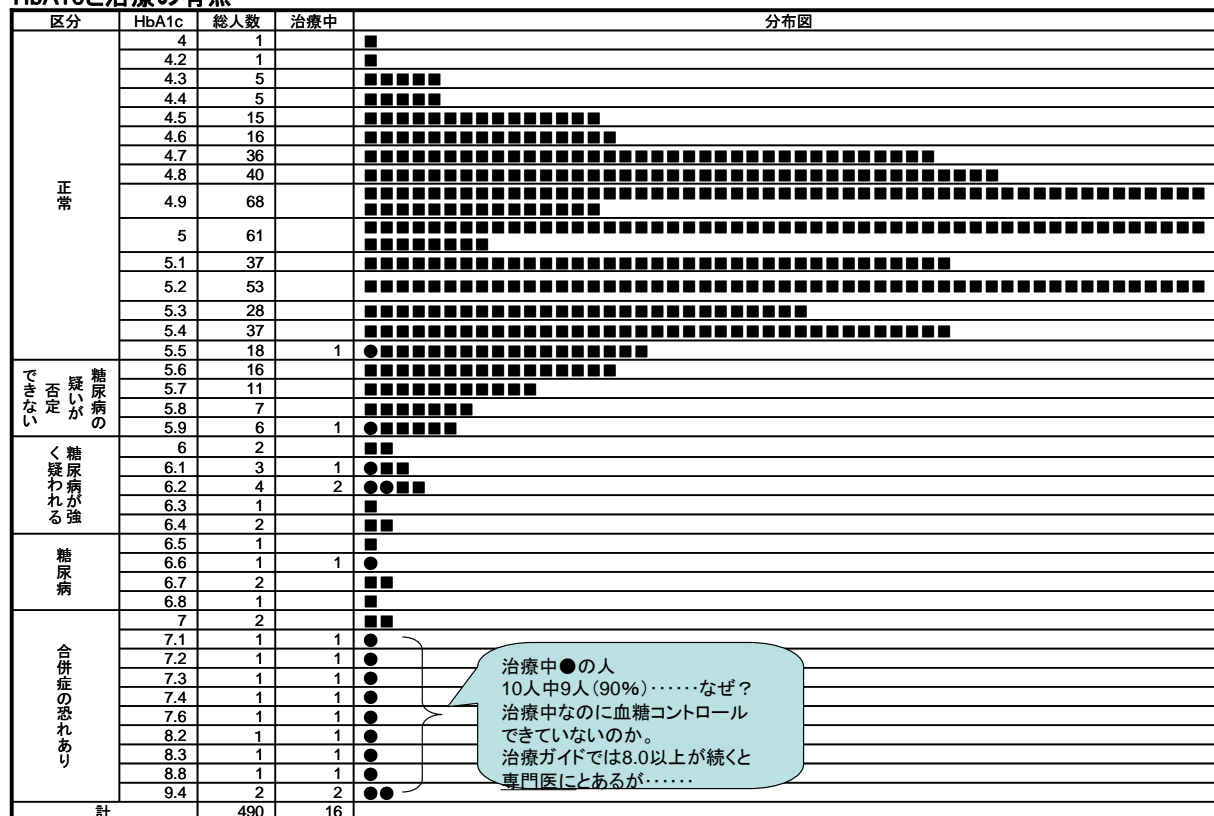 HbA1cと治療の有無
区分 HbA1c 総人数 治療中 分布図
正常
4 1 ■
4.2 1 ■
4.3 5 ■■■■■
4.4 5 ■■■■■
4.5 15 ■■■■■■■■■■■■■■■
4.6 16 ■■■■■■■■■■■■■■■■
4.7 36 ■■■■■■■■■■■■■■■■■■■■■■■■■■■■■■■■■■■■
4.8 40 ■■■■■■■■■■■■■■■■■■■■■■■■■■■■■■■■■■■■■■■■
4.9 68 ■■■■■■■■■■■■■■■■■■■■■■■■■■■■■■■■■■■■■■■■■■■■■■■■■■■■■
■■■■■■■■■■■■■■■
5 61 ■■■■■■■■■■■■■■■■■■■■■■■■■■■■■■■■■■■■■■■■■■■■■■■■■■■■■
■■■■■■■■
5.1 37 ■■■■■■■■■■■■■■■■■■■■■■■■■■■■■■■■■■■■■
5.2 53 ■■■■■■■■■■■■■■■■■■■■■■■■■■■■■■■■■■■■■■■■■■■■■■■■■■■■■
5.3 28 ■■■■■■■■■■■■■■■■■■■■■■■■■■■■
5.4 37 ■■■■■■■■■■■■■■■■■■■■■■■■■■■■■■■■■■■■■
5.5 18 1 ●■■■■■■■■■■■■■■■■■
糖尿病の
疑いが
否定
できない
5.6 16 ■■■■■■■■■■■■■■■■
5.7 11 ■■■■■■■■■■■
5.8 7 ■■■■■■■
5.9 6 1 ●■■■■■
糖尿病が強
く疑われる
6 2 ■■
6.1 3 1 ●■■
6.2 4 2 ●●■■
6.3 1 ■
6.4 2 ■■
糖尿病
6.5 1 ■
6.6 1 1 ●
6.7 2 ■■
6.8 1 ■
合併症の恐れあり
7 2 ■■
7.1 1 1 ●
7.2 1 1 ●
7.3 1 1 ●
7.4 1 1 ●
7.6 1 1 ●
8.2 1 1 ●
8.3 1 1 ●
8.8 1 1 ●
9.4 2 2 ●●
計 490 16
治療中●の人
10人中9人(90%)‥‥‥なぜ?
治療中なのに血糖コントロール
できていないのか。
治療ガイドでは8.0以上が続くと
専門医にとあるが‥‥‥